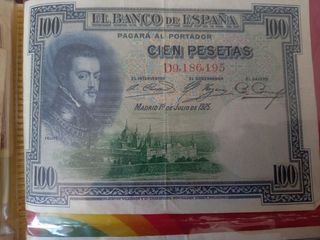 100 EL BANCO DE ESPAÑA 100
PAGARÁ AL PORTADOR
CIEN PESETAS
D9,186,195
EL INTERVENTOR EL GOBERNADOR EL CAJERO
MADRID 1º DE JULIO DE 1925.
FELIPE
100 100